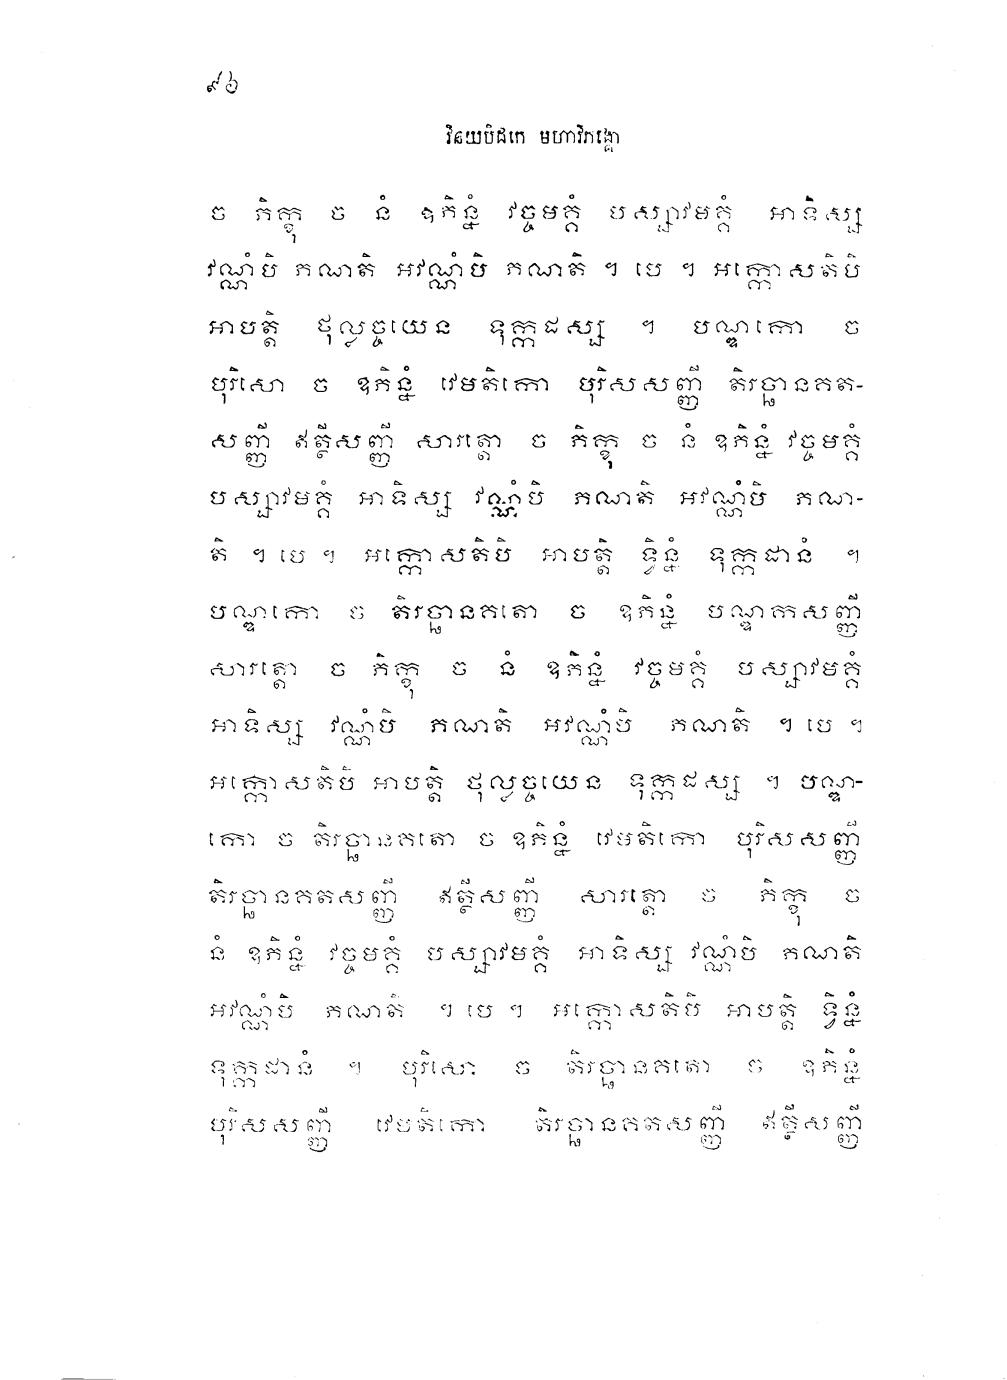 ៩៦
វិនយបិដកេ មហាវិភង្គោ
ច ភិក្ខុ ច នំ ឧភិន្នំ វច្ចមគ្គំ បស្សាវមគ្គំ អាទិស្ស
វណ្ណំបិ ភណតិ អវណ្ណំបិ ភណតិ ។ បេ ។ អក្កោសតិបិ
អាបត្តិ ថុល្លច្ចយេន ទុក្កដស្ស ។ បណ្ឌកោ ច
បុរិសោ ច ឧភិន្នំ វេមតិកោ បុរិសសញ្ញី តិរច្ឆានគត-
សញ្ញី ឥត្ថីសញ្ញី សារត្តោ ច ភិក្ខុ ច នំ ឧភិន្នំ វច្ចមគ្គំ
បស្សាវមគ្គំ អាទិស្ស វណ្ណំបិ ភណតិ អវណ្ណំបិ ភណ-
តិ ។ បេ ។ អក្កោសតិបិ អាបត្តិ ទ្វិន្នំ ទុក្កដានំ ។
បណ្ឌកោ ច តិរច្ឆានគតោ ច ឧភិន្នំ បណ្ឌកសញ្ញី
សារត្តោ ច ភិក្ខុ ច នំ ឧភិន្នំ វច្ចមគ្គំ បស្សាវមគ្គំ
អាទិស្ស វណ្ណំបិ ភណតិ អវណ្ណំបិ ភណតិ ។ បេ ។
អក្កោសតិបិ អាបត្តិ ថុល្លច្ចយេន ទុក្កដស្ស ។ បណ្ឌ-
កោ ច តិរច្ឆានគតោ ច ឧភិន្នំ វេមតិកោ បុរិសសញ្ញី
តិរច្ឆានគតសញ្ញី ឥត្ថីសញ្ញី សារត្តោ ច ភិក្ខុ ច
នំ ឧភិន្នំ វច្ចមគ្គំ បស្សាវមគ្គំ អាទិស្ស វណ្ណំបិ ភណតិ
អវណ្ណំបិ ភណតិ ។ បេ ។ អក្កោសតិបិ អាបត្តិ ទ្វិន្នំ
ទុក្កដានំ ។ បុរិសោ ច តិរច្ឆានគតោ ច ឧភិន្នំ
បុរិសសញ្ញី វេមតិកោ តិរច្ឆានគតសញ្ញី ឥត្ថីសញ្ញី